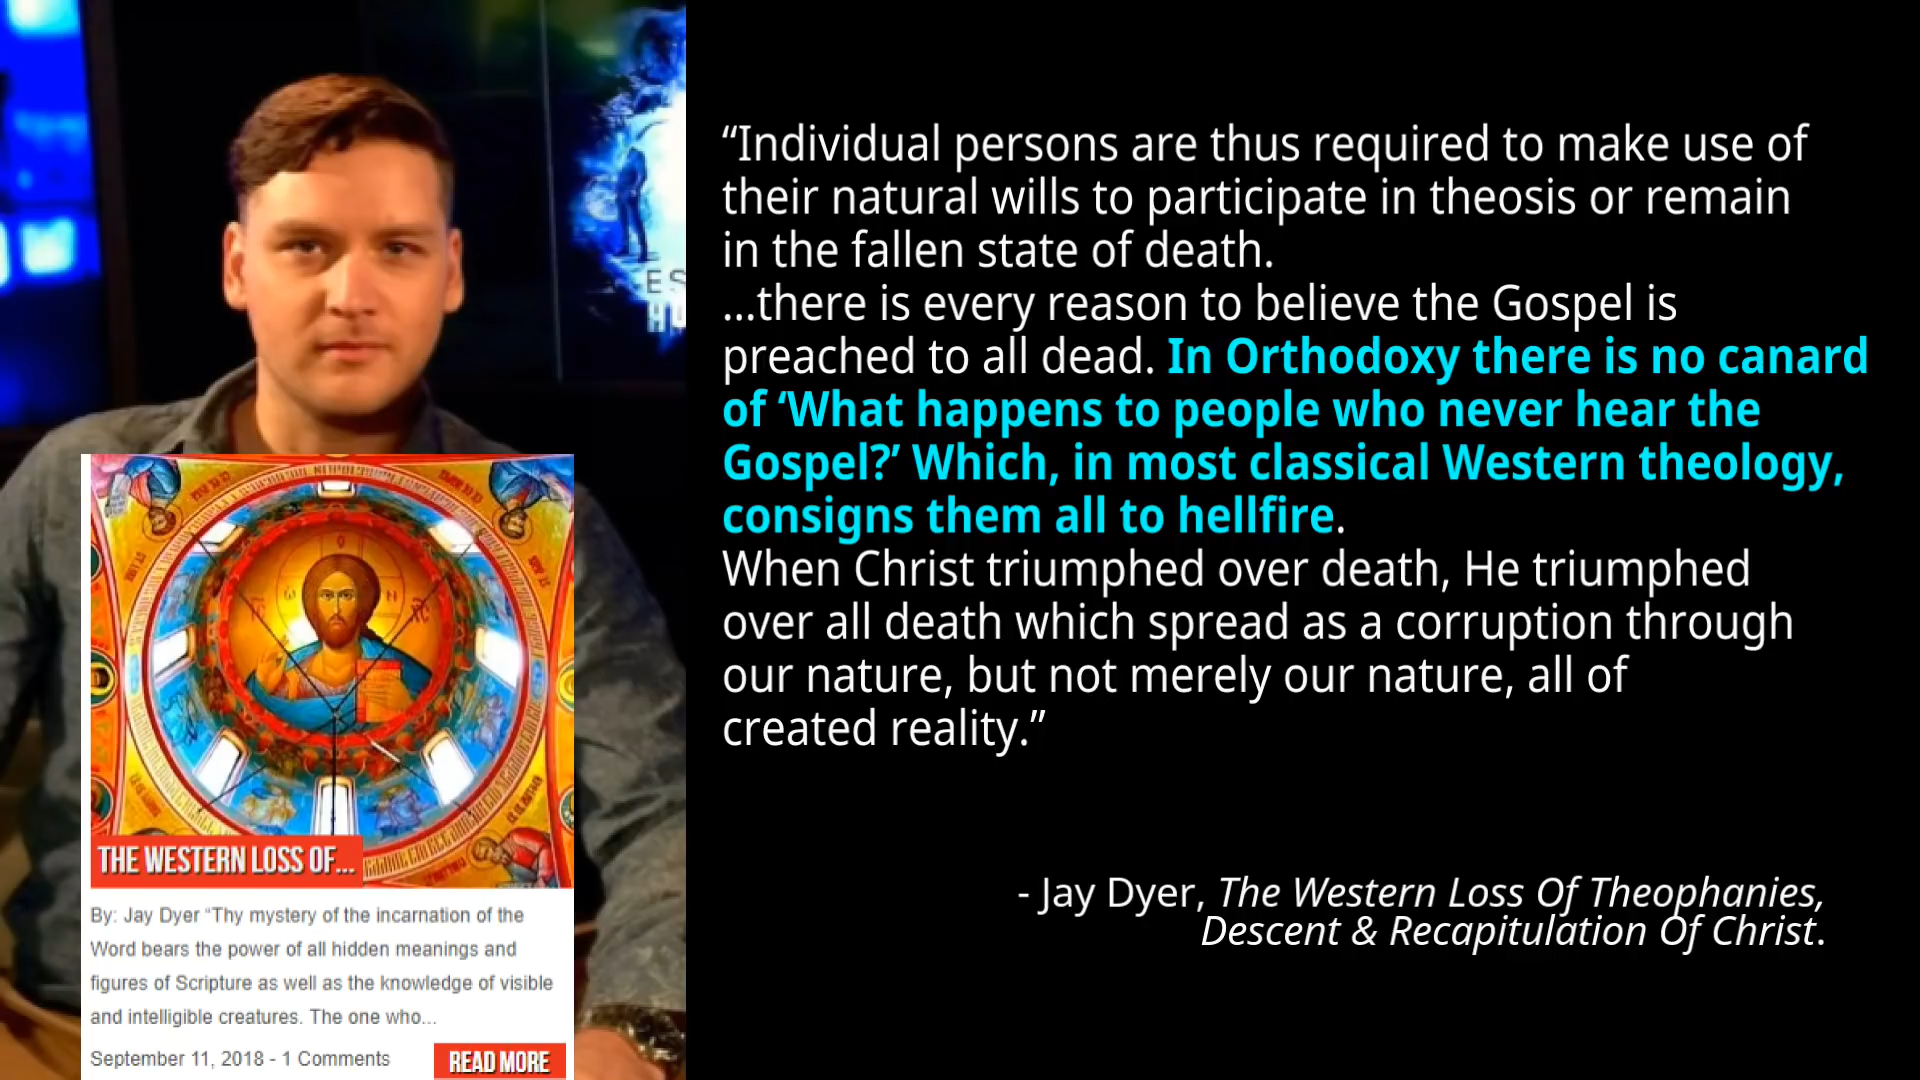 “Individual persons are thus required to make use of
their natural wills to participate in theosis or remain
in the fallen state of death.
...there is every reason to believe the Gospel is
preached to all dead. In Orthodoxy there is no canard
of ‘What happens to people who never hear the
Gospel?’ Which, in most classical Western theology,
consigns them all to hellfire.
When Christ triumphed over death, He triumphed
over all death which spread as a corruption through
our nature, but not merely our nature, all of
created reality.”
- Jay Dyer, The Western Loss Of Theophanies,
Descent & Recapitulation Of Christ.
ES
THE WESTERN LOSS OF...
By: Jay Dyer “Thy mystery of the incarnation of the
Word bears the power of all hidden meanings and
figures of Scripture as well as the knowledge of visible
and intelligible creatures. The one who...
September 11, 2018 - 1 Comments
READ MORE